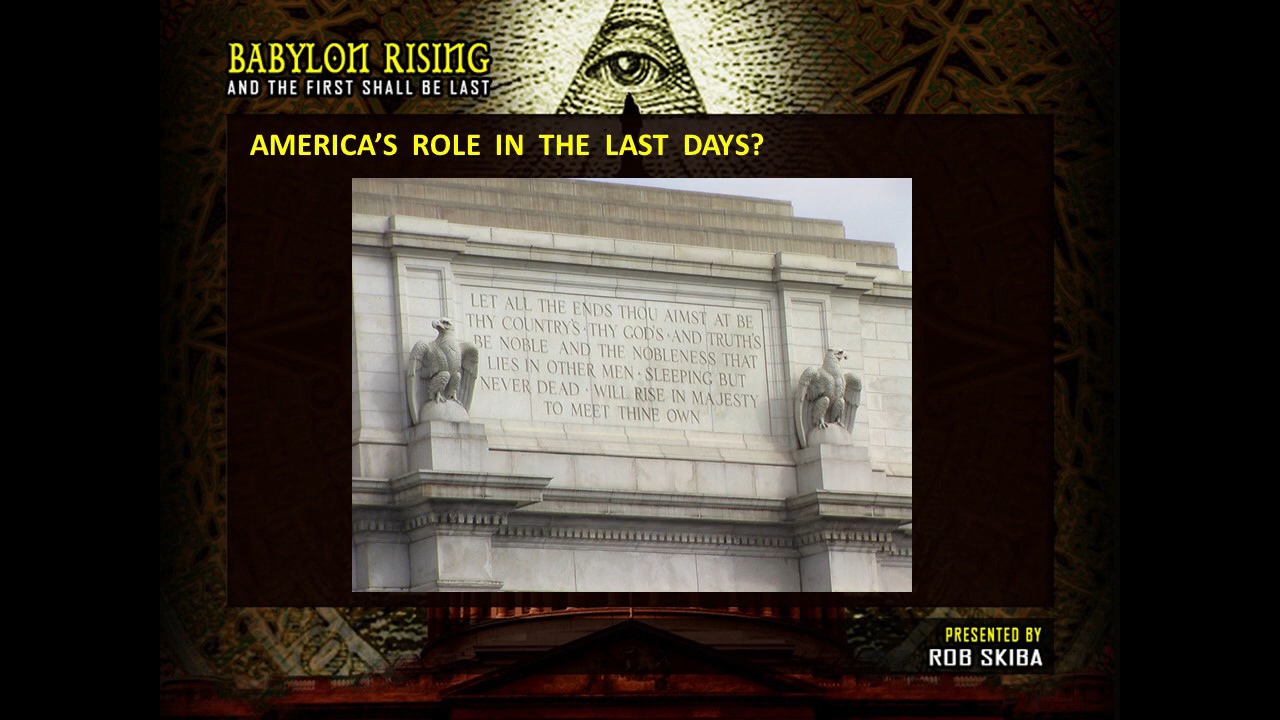 BABYLON RISING
AND THE FIRST SHALL BE LAST
AMERICA’S ROLE IN THE LAST DAYS?
LET ALL THE ENDS THOU AIMST AT BE
THY COUNTRY'S · THY GOD'S · AND TRUTH'S
BE NOBLE AND THE NOBLENESS THAT
LIES IN OTHER MEN · SLEEPING BUT
NEVER DEAD · WILL RISE IN MAJESTY
TO MEET THINE OWN
PRESENTED BY
ROB SKIBA